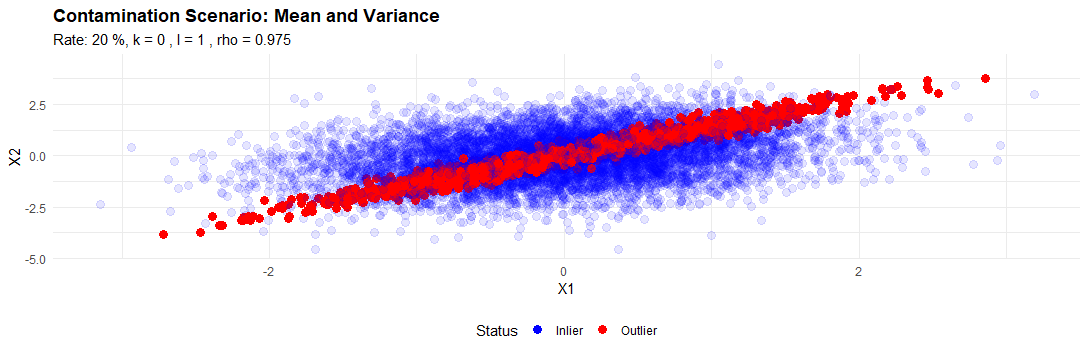 Contamination Scenario: Mean and Variance
Rate: 20 %, k = 0 , l = 1 , rho = 0.975
X2
2.5
0.0
-2.5
-5.0
-2
0
2
X1
Status
Inlier
Outlier